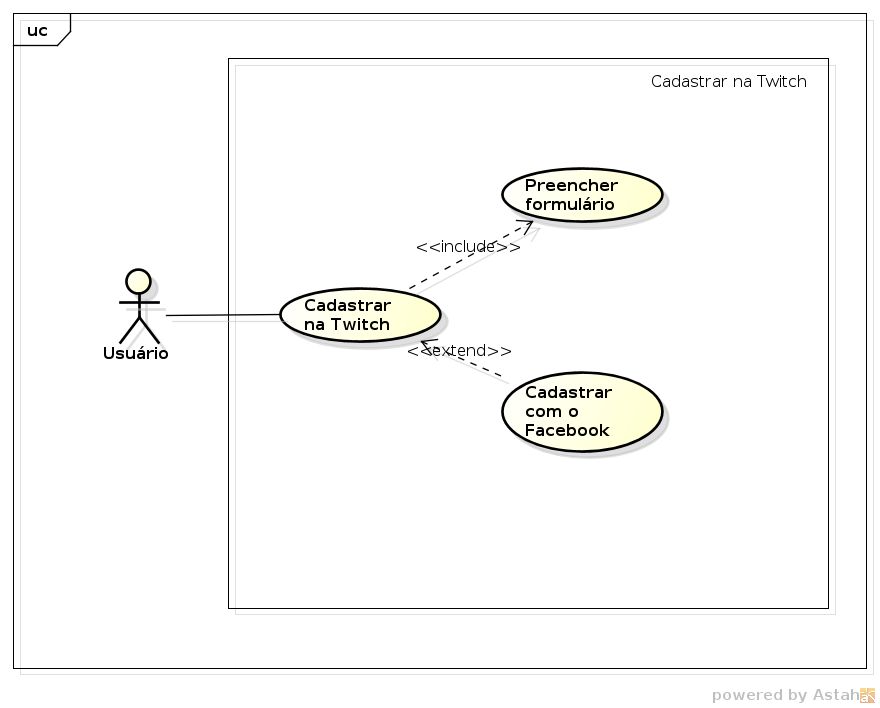 uc
Cadastrar na Twitch
Preencher
formulário
<<include>>
Cadastrar
na Twitch
Usuário
<<extend>>
Cadastrar
com o
Facebook
powered by Astah